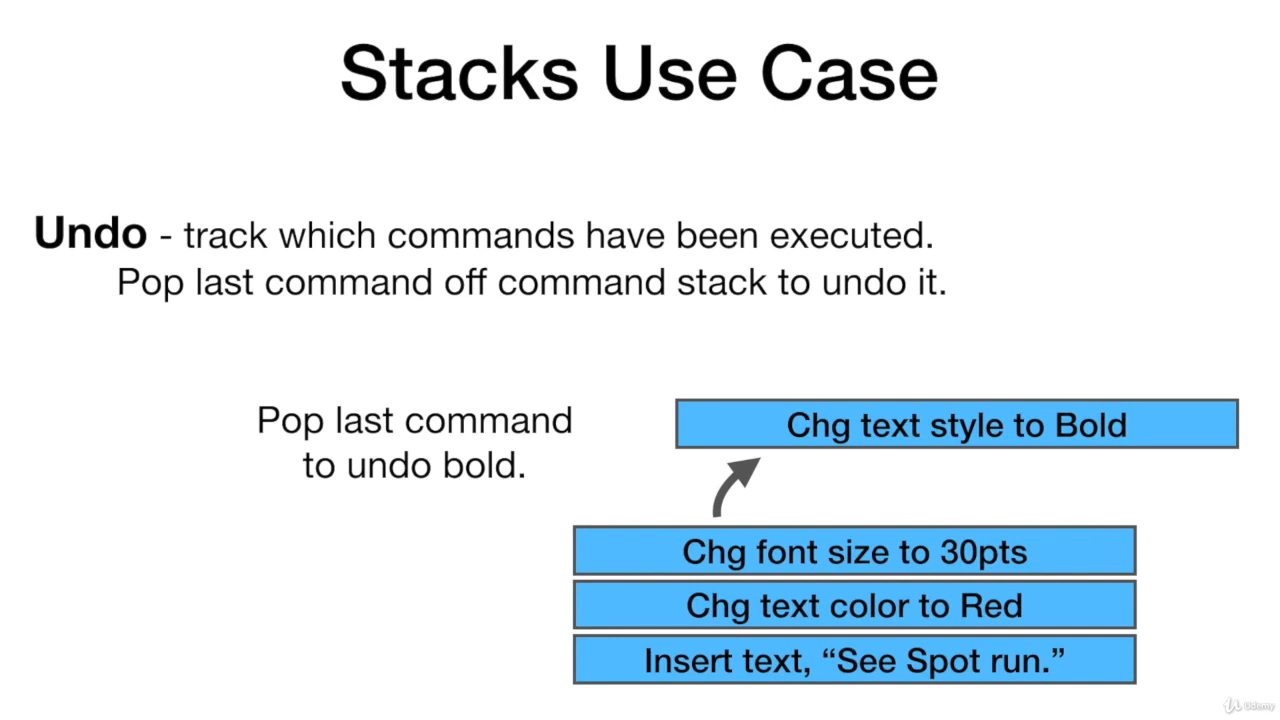 Stacks Use Case
Undo - track which commands have been executed.
Pop last command off command stack to undo it.
Pop last command
to undo bold.
Chg text style to Bold
Chg font size to 30pts
Chg text color to Red
Insert text, “See Spot run.”
Udemy